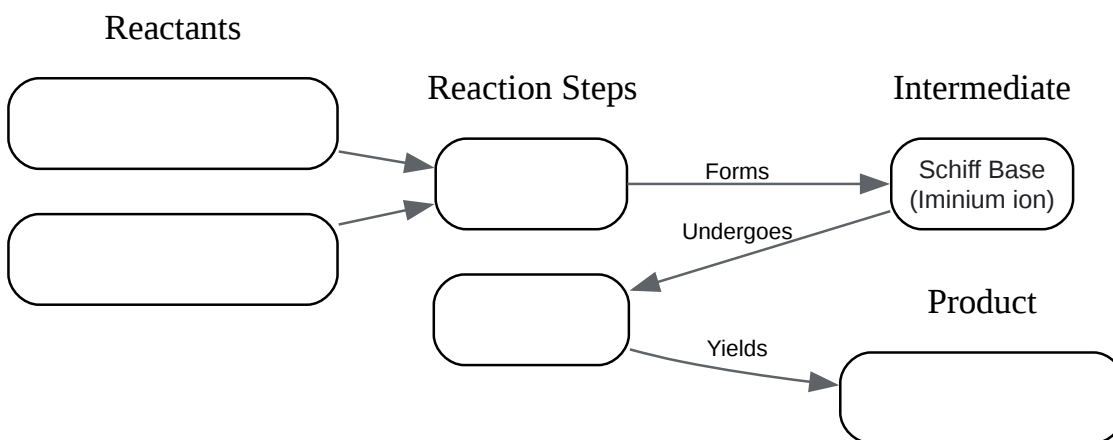 Reactants
Reaction Steps
Intermediate
Forms
Schiff Base
(Iminium ion)
Undergoes
Product
Yields